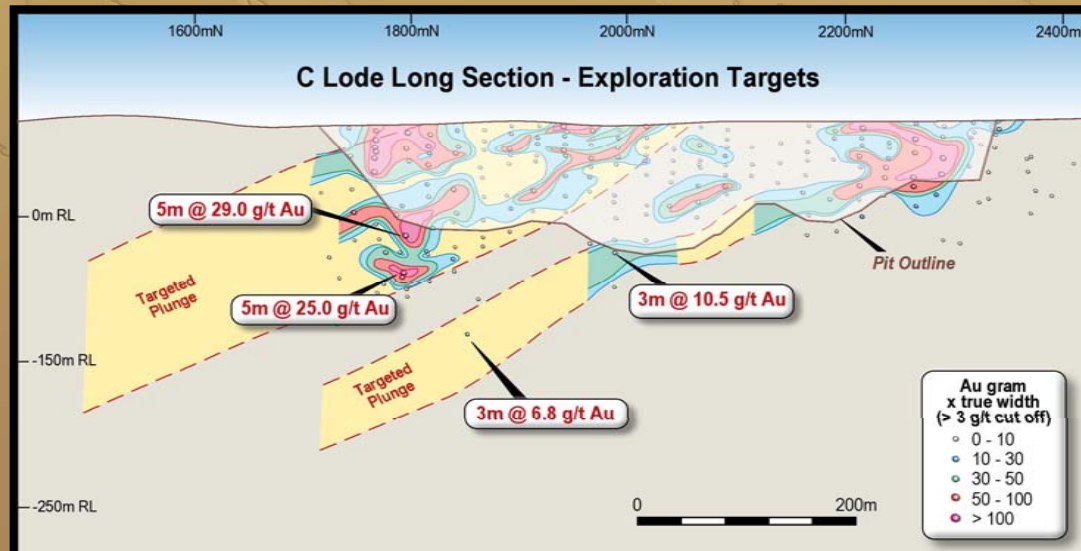 1600mN 1800mN 2000mN 2200mN 2400mN
C Lode Long Section - Exploration Targets
0m RL
5m @ 29.0 g/t Au
Pit Outline
Targeted
Plunge
5m @ 25.0 g/t Au
3m @ 10.5 g/t Au
-150m RL
Targeted
Plunge
3m @ 6.8 g/t Au
Au gram
x true width
(> 3 g/t cut off)
0 - 10
10 - 30
30 - 50
50 - 100
> 100
0 200m
-250m RL